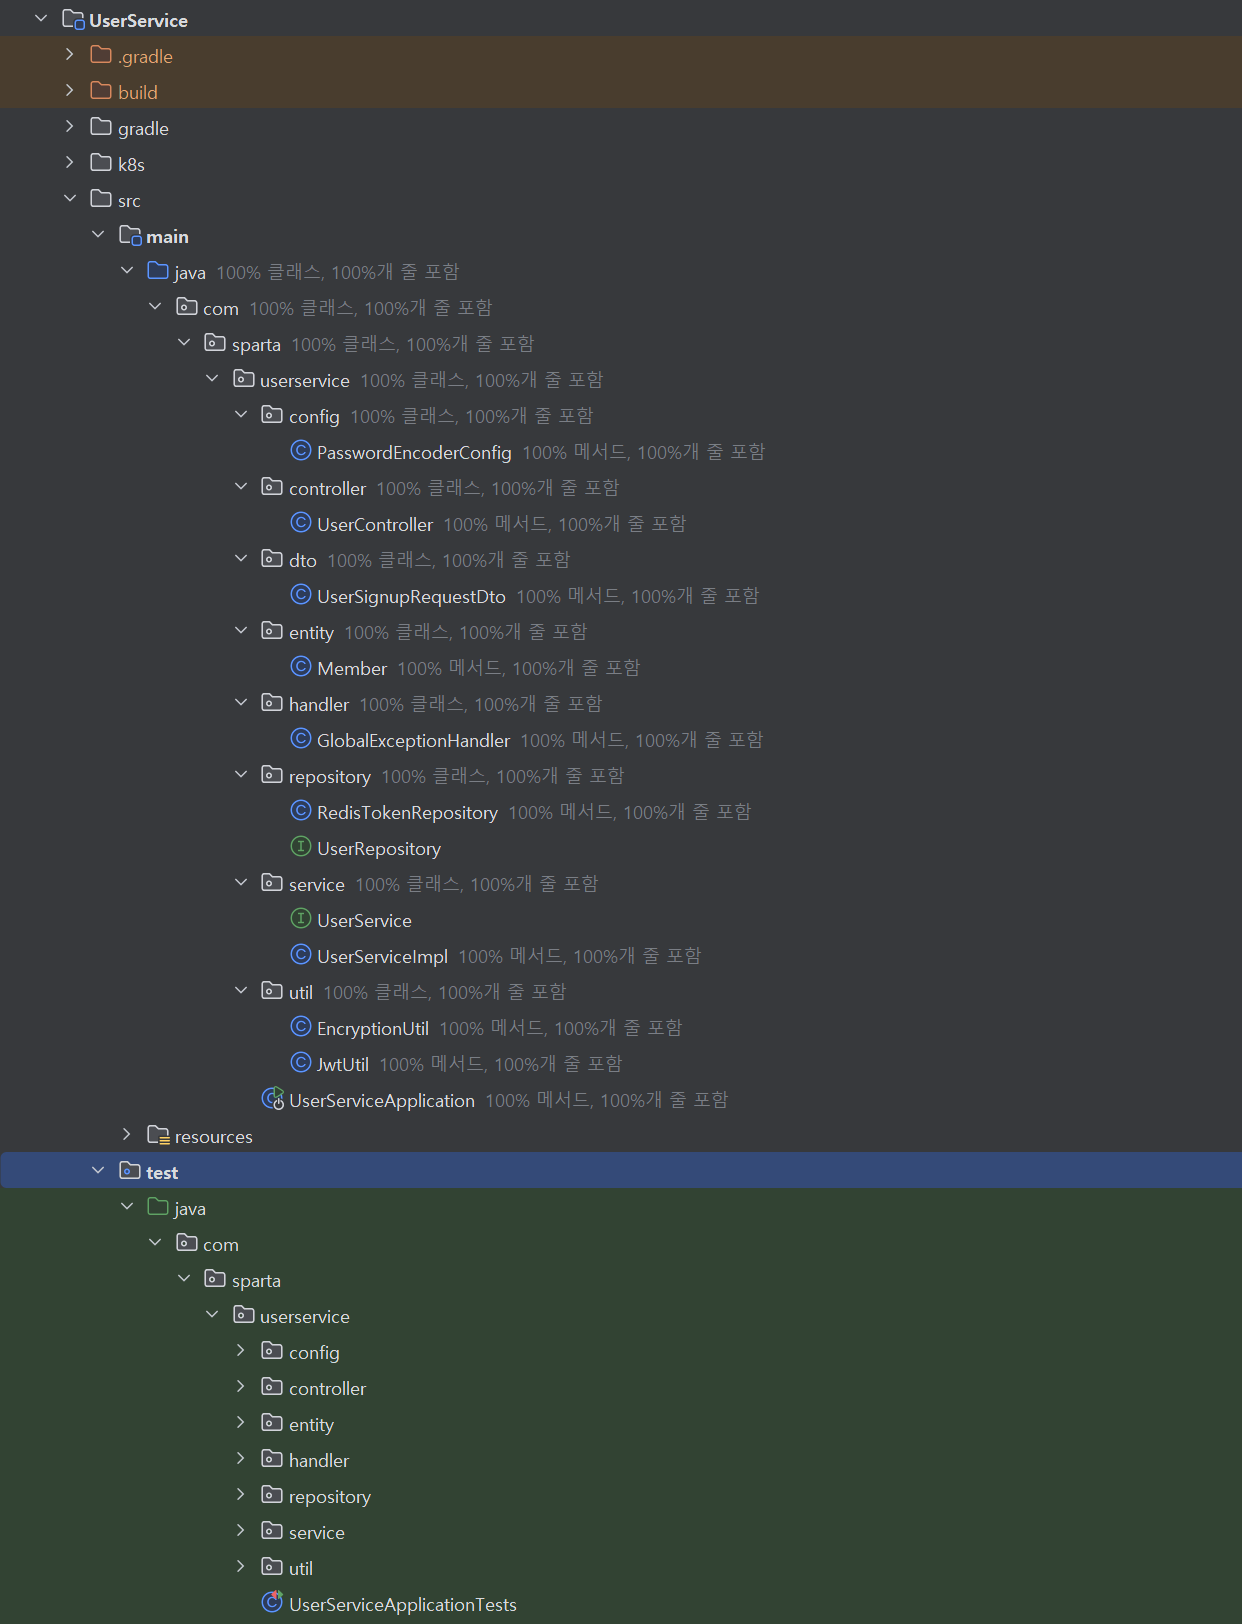 UserService
.gradle
build
gradle
k8s
src
main
java 100% 클래스, 100%개 줄 포함
com 100% 클래스, 100%개 줄 포함
sparta 100% 클래스, 100%개 줄 포함
userservice 100% 클래스, 100%개 줄 포함
config 100% 클래스, 100%개 줄 포함
PasswordEncoderConfig 100% 메서드, 100%개 줄 포함
controller 100% 클래스, 100%개 줄 포함
UserController 100% 메서드, 100%개 줄 포함
dto 100% 클래스, 100%개 줄 포함
UserSignupRequestDto 100% 메서드, 100%개 줄 포함
entity 100% 클래스, 100%개 줄 포함
Member 100% 메서드, 100%개 줄 포함
handler 100% 클래스, 100%개 줄 포함
GlobalExceptionHandler 100% 메서드, 100%개 줄 포함
repository 100% 클래스, 100%개 줄 포함
RedisTokenRepository 100% 메서드, 100%개 줄 포함
UserRepository
service 100% 클래스, 100%개 줄 포함
UserService
UserServiceImpl 100% 메서드, 100%개 줄 포함
util 100% 클래스, 100%개 줄 포함
EncryptionUtil 100% 메서드, 100%개 줄 포함
JwtUtil 100% 메서드, 100%개 줄 포함
UserServiceApplication 100% 메서드, 100%개 줄 포함
resources
test
java
com
sparta
userservice
config
controller
entity
handler
repository
service
util
UserServiceApplicationTests